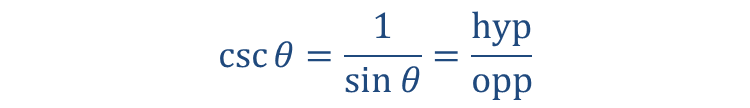 csc θ = 1 / sin θ = hyp / opp